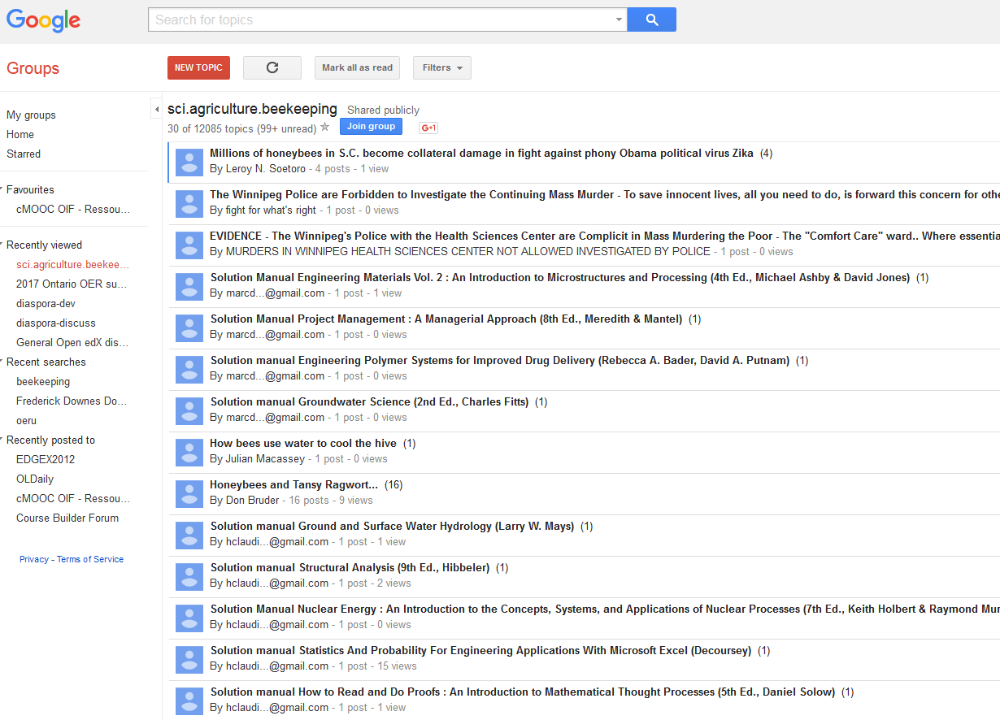 Google
Search for topics
Groups
NEW TOPIC
Mark all as read
Filters
My groups
Home
Starred
Favourites
cMOOC OIF - Ressou...
Recently viewed
sci.agriculture.beekee...
2017 Ontario OER su...
diaspora-dev
diaspora-discuss
General Open edX dis...
Recent searches
beekeeping
Frederick Downes Do...
oeru
Recently posted to
EDGEX2012
OLDaily
cMOOC OIF - Ressou...
Course Builder Forum
Privacy - Terms of Service
sci.agriculture.beekeeping Shared publicly
30 of 12085 topics (99+ unread) Join group G+1
Millions of honeybees in S.C. become collateral damage in fight against phony Obama political virus Zika (4)
By Leroy N. Soetoro - 4 posts - 1 view
The Winnipeg Police are Forbidden to Investigate the Continuing Mass Murder - To save innocent lives, all you need to do, is forward this concern for othe
By fight for what's right - 1 post - 0 views
EVIDENCE - The Winnipeg's Police with the Health Sciences Center are Complicit in Mass Murdering the Poor - The "Comfort Care" ward.. Where essentia
By MURDERS IN WINNIPEG HEALTH SCIENCES CENTER NOT ALLOWED INVESTIGATED BY POLICE - 1 post - 0 views
Solution Manual Engineering Materials Vol. 2 : An Introduction to Microstructures and Processing (4th Ed., Michael Ashby & David Jones) (1)
By marcd...@gmail.com - 1 post - 1 view
Solution Manual Project Management : A Managerial Approach (8th Ed., Meredith & Mantel) (1)
By marcd...@gmail.com - 1 post - 0 views
Solution manual Engineering Polymer Systems for Improved Drug Delivery (Rebecca A. Bader, David A. Putnam) (1)
By marcd...@gmail.com - 1 post - 0 views
Solution manual Groundwater Science (2nd Ed., Charles Fitts) (1)
By marcd...@gmail.com - 1 post - 0 views
How bees use water to cool the hive (1)
By Julian Macassey - 1 post - 0 views
Honeybees and Tansy Ragwort... (16)
By Don Bruder - 16 posts - 9 views
Solution manual Ground and Surface Water Hydrology (Larry W. Mays) (1)
By hclaudi...@gmail.com - 1 post - 1 view
Solution manual Structural Analysis (9th Ed., Hibbeler) (1)
By hclaudi...@gmail.com - 1 post - 2 views
Solution Manual Nuclear Energy : An Introduction to the Concepts, Systems, and Applications of Nuclear Processes (7th Ed., Keith Holbert & Raymond Mur
By hclaudi...@gmail.com - 1 post - 0 views
Solution manual Statistics And Probability For Engineering Applications With Microsoft Excel (Decoursey) (1)
By hclaudi...@gmail.com - 1 post - 15 views
Solution manual How to Read and Do Proofs : An Introduction to Mathematical Thought Processes (5th Ed., Daniel Solow) (1)
By hclaudi...@gmail.com - 1 post - 1 view